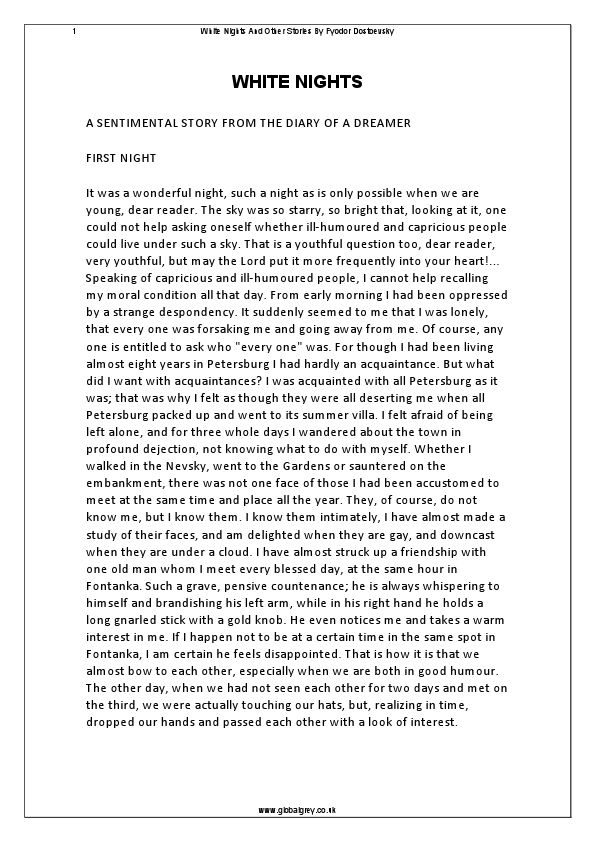 1 White Nights And Other Stories By Fyodor Dostoevsky
WHITE NIGHTS
A SENTIMENTAL STORY FROM THE DIARY OF A DREAMER
FIRST NIGHT
It was a wonderful night, such a night as is only possible when we are
young, dear reader. The sky was so starry, so bright that, looking at it, one
could not help asking oneself whether ill-humoured and capricious people
could live under such a sky. That is a youthful question too, dear reader,
very youthful, but may the Lord put it more frequently into your heart!...
Speaking of capricious and ill-humoured people, I cannot help recalling
my moral condition all that day. From early morning I had been oppressed
by a strange despondency. It suddenly seemed to me that I was lonely,
that every one was forsaking me and going away from me. Of course, any
one is entitled to ask who "every one" was. For though I had been living
almost eight years in Petersburg I had hardly an acquaintance. But what
did I want with acquaintances? I was acquainted with all Petersburg as it
was; that was why I felt as though they were all deserting me when all
Petersburg packed up and went to its summer villa. I felt afraid of being
left alone, and for three whole days I wandered about the town in
profound dejection, not knowing what to do with myself. Whether I
walked in the Nevsky, went to the Gardens or sauntered on the
embankment, there was not one face of those I had been accustomed to
meet at the same time and place all the year. They, of course, do not
know me, but I know them. I know them intimately, I have almost made a
study of their faces, and am delighted when they are gay, and downcast
when they are under a cloud. I have almost struck up a friendship with
one old man whom I meet every blessed day, at the same hour in
Fontanka. Such a grave, pensive countenance; he is always whispering to
himself and brandishing his left arm, while in his right hand he holds a
long gnarled stick with a gold knob. He even notices me and takes a warm
interest in me. If I happen not to be at a certain time in the same spot in
Fontanka, I am certain he feels disappointed. That is how it is that we
almost bow to each other, especially when we are both in good humour.
The other day, when we had not seen each other for two days and met on
the third, we were actually touching our hats, but, realizing in time,
dropped our hands and passed each other with a look of interest.
www.globalgrey.co.uk